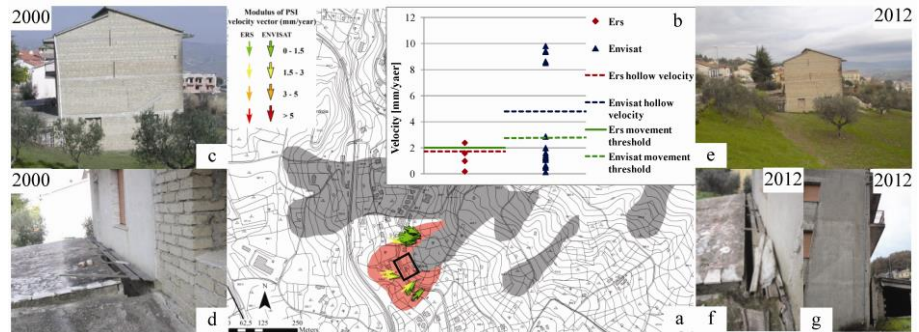 2000
c
2000
d
Modulus of PSI
velocity vector (mm/year)
ERS ENVISAT
0 - 1.5
1.5 - 3
3 - 5
> 5
N
0 62,5 125 250
Meters
a
b
Velocity [mm/yaer]
12
10
8
6
4
2
0
Ers
Envisat
Ers hollow velocity
Envisat hollow
velocity
Ers movement
threshold
Envisat movement
threshold
2012
e
2012
f
2012
g